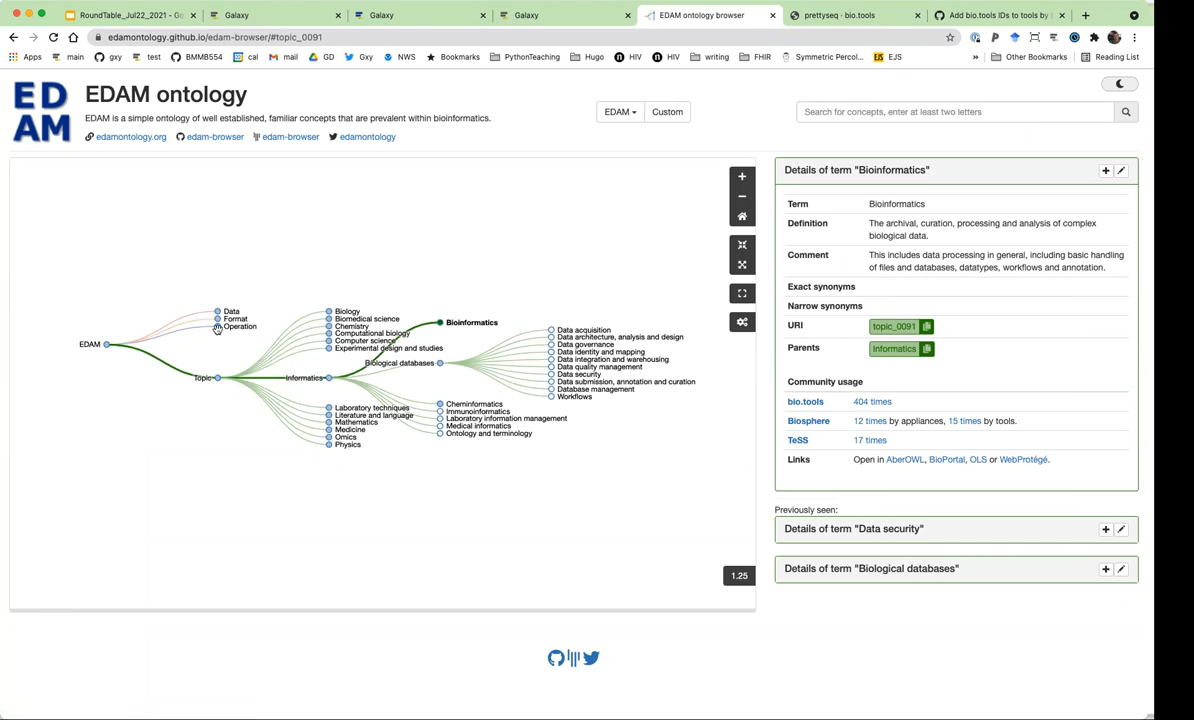 RoundTable_Jul22_2021 - Go
Galaxy
Galaxy
Galaxy
EDAM ontology browser
prettyseq · bio.tools
Add bio.tools IDs to tools by
edamontology.github.io/edam-browser/#topic_0091
Apps main gxy test BMMB554 cal mail GD Gxy NWS Bookmarks PythonTeaching Hugo HIV HIV writing FHIR Symmetric Percol... EJS » Other Bookmarks Reading List
ED
AM
EDAM ontology
EDAM is a simple ontology of well established, familiar concepts that are prevalent within bioinformatics.
edamontology.org edam-browser edam-browser edamontology
EDAM Custom
Search for concepts, enter at least two letters
EDAM
Data
Format
Operation
Topic
Biology
Biomedical science
Chemistry
Computational biology
Computer science
Experimental design and studies
Informatics
Laboratory techniques
Literature and language
Mathematics
Medicine
Omics
Physics
Bioinformatics
Biological databases
Cheminformatics
Immunoinformatics
Laboratory information management
Medical informatics
Ontology and terminology
Data acquisition
Data architecture, analysis and design
Data governance
Data identity and mapping
Data integration and warehousing
Data quality management
Data security
Data submission, annotation and curation
Database management
Workflows
1.25
Details of term "Bioinformatics"
Term Bioinformatics
Definition The archival, curation, processing and analysis of complex
biological data.
Comment This includes data processing in general, including basic handling
of files and databases, datatypes, workflows and annotation.
Exact synonyms
Narrow synonyms
URI topic_0091
Parents Informatics
Community usage
bio.tools 404 times
Biosphere 12 times by appliances, 15 times by tools.
TeSS 17 times
Links Open in AberOWL, BioPortal, OLS or WebProtégé.
Previously seen:
Details of term "Data security"
Details of term "Biological databases"